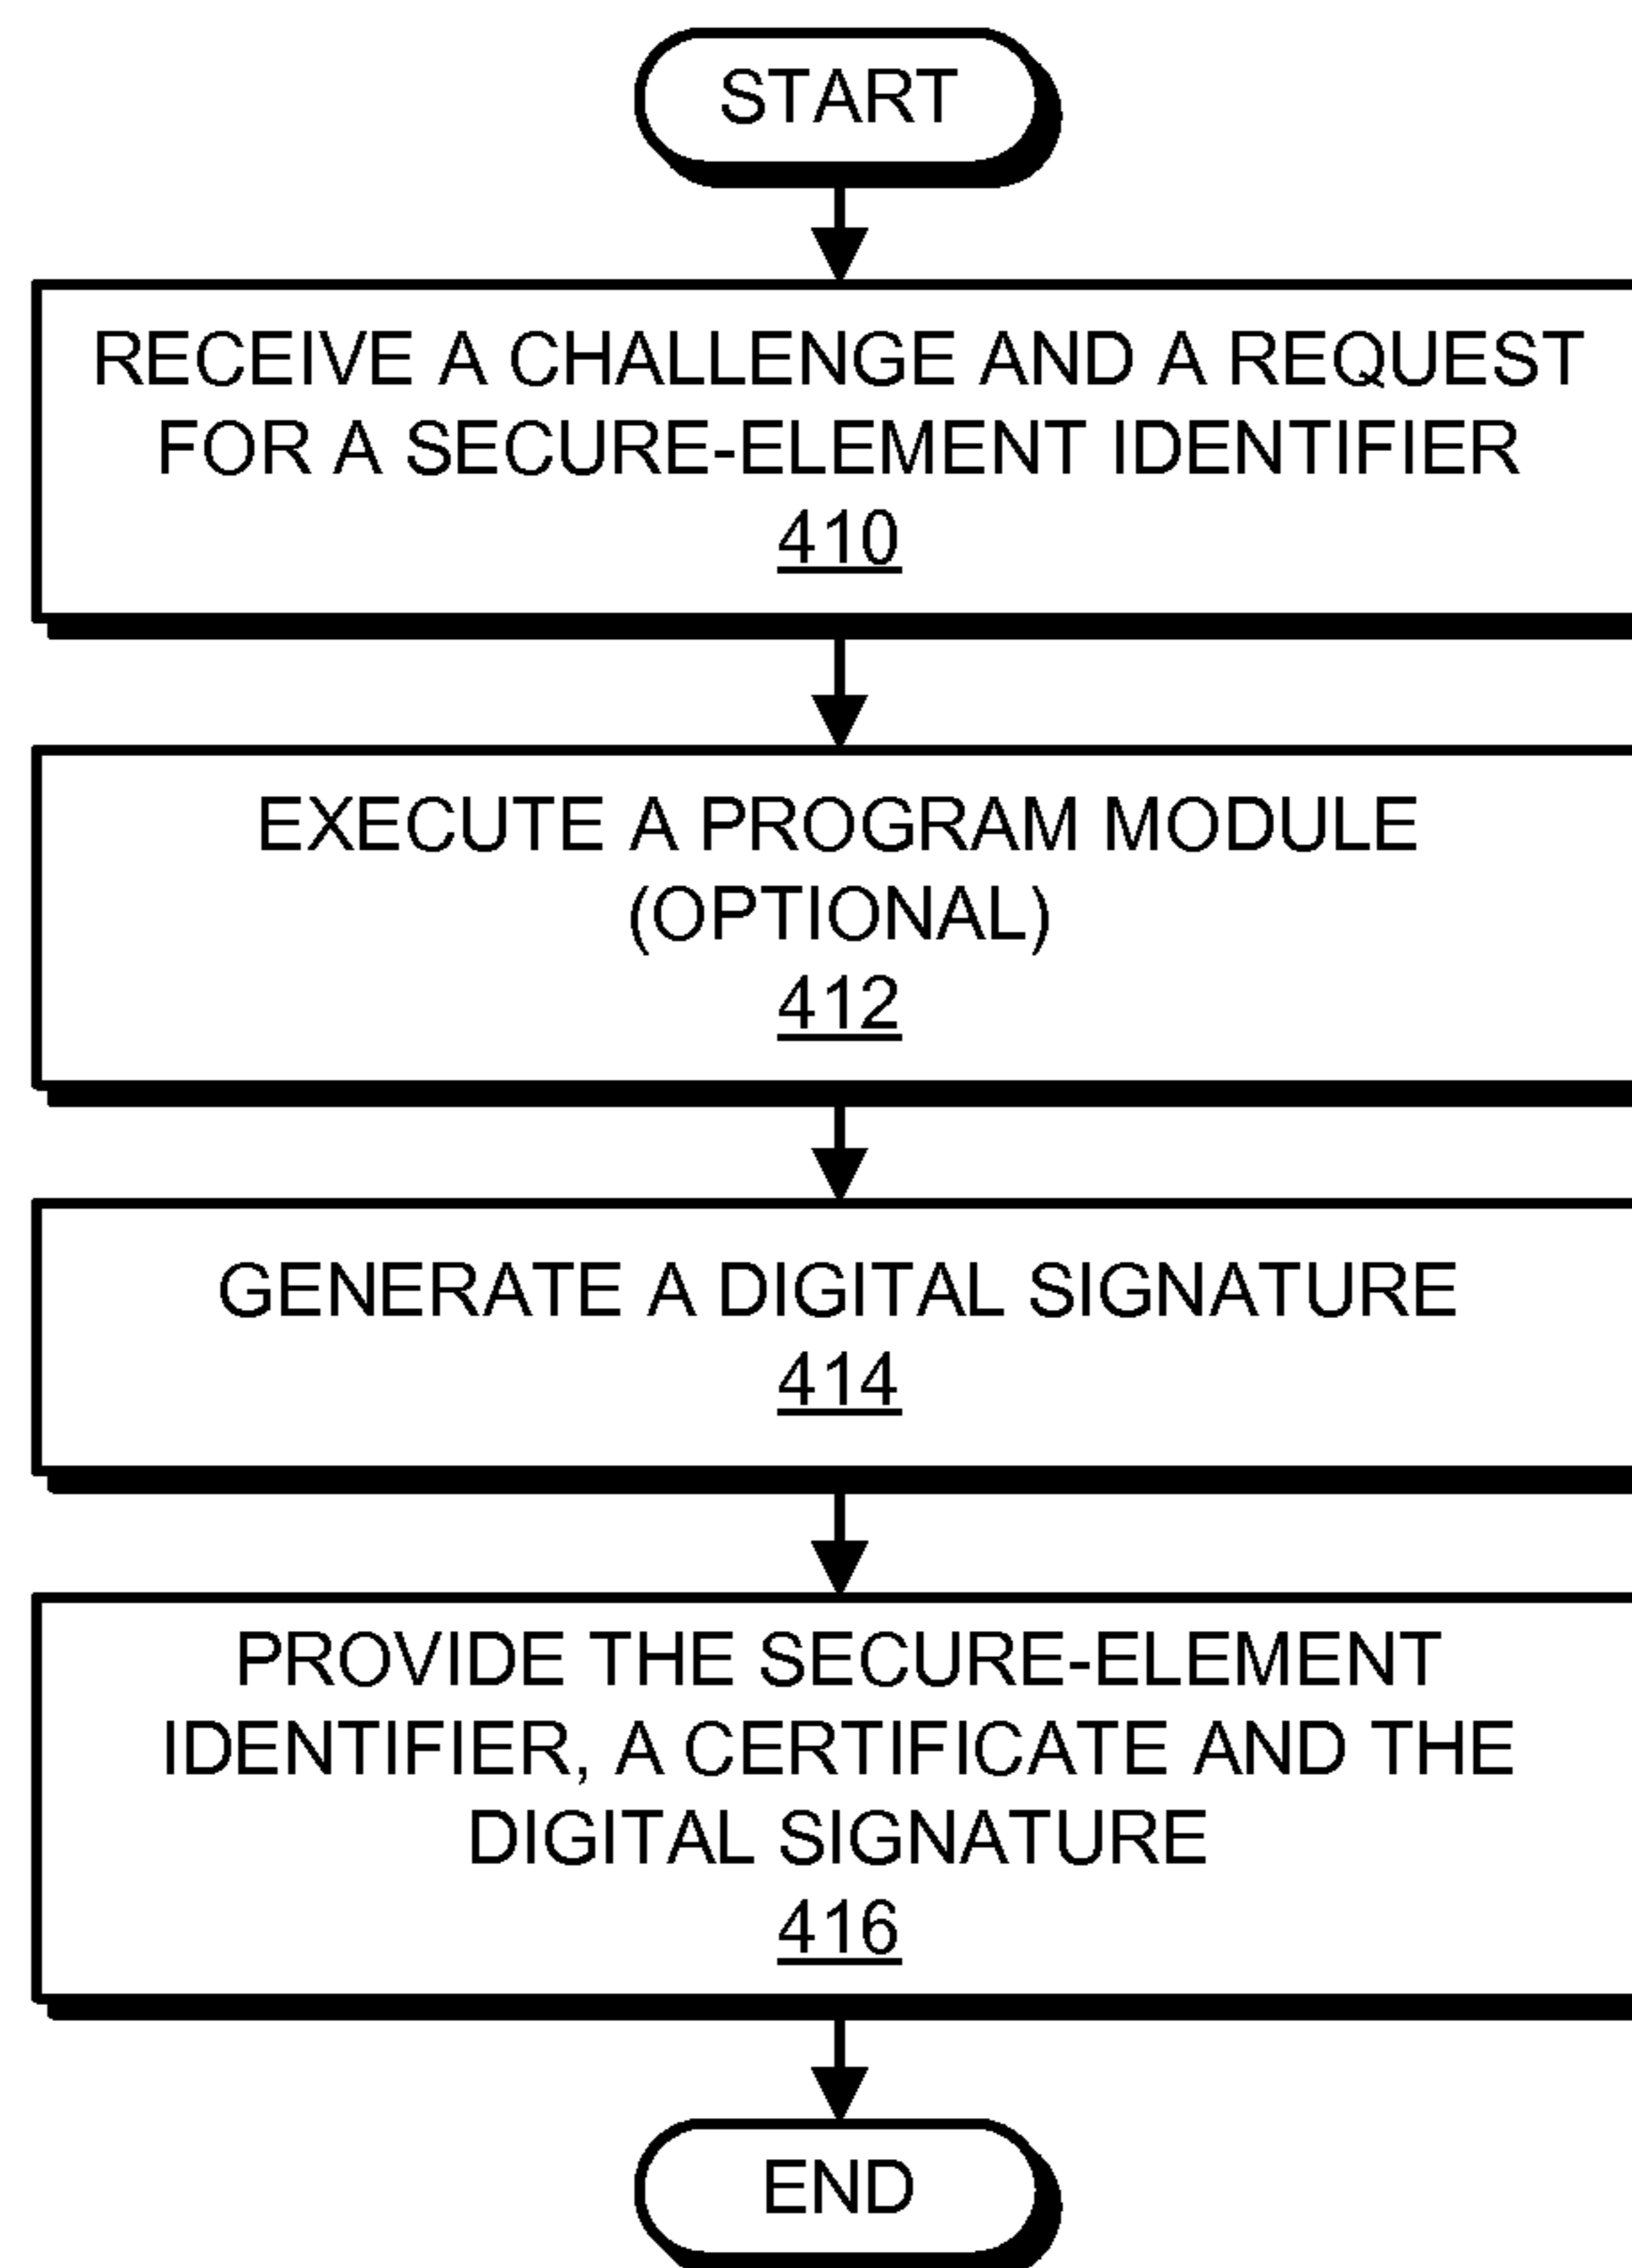 START
RECEIVE A CHALLENGE AND A REQUEST
FOR A SECURE-ELEMENT IDENTIFIER
410
EXECUTE A PROGRAM MODULE
(OPTIONAL)
412
GENERATE A DIGITAL SIGNATURE
414
PROVIDE THE SECURE-ELEMENT
IDENTIFIER, A CERTIFICATE AND THE
DIGITAL SIGNATURE
416
END